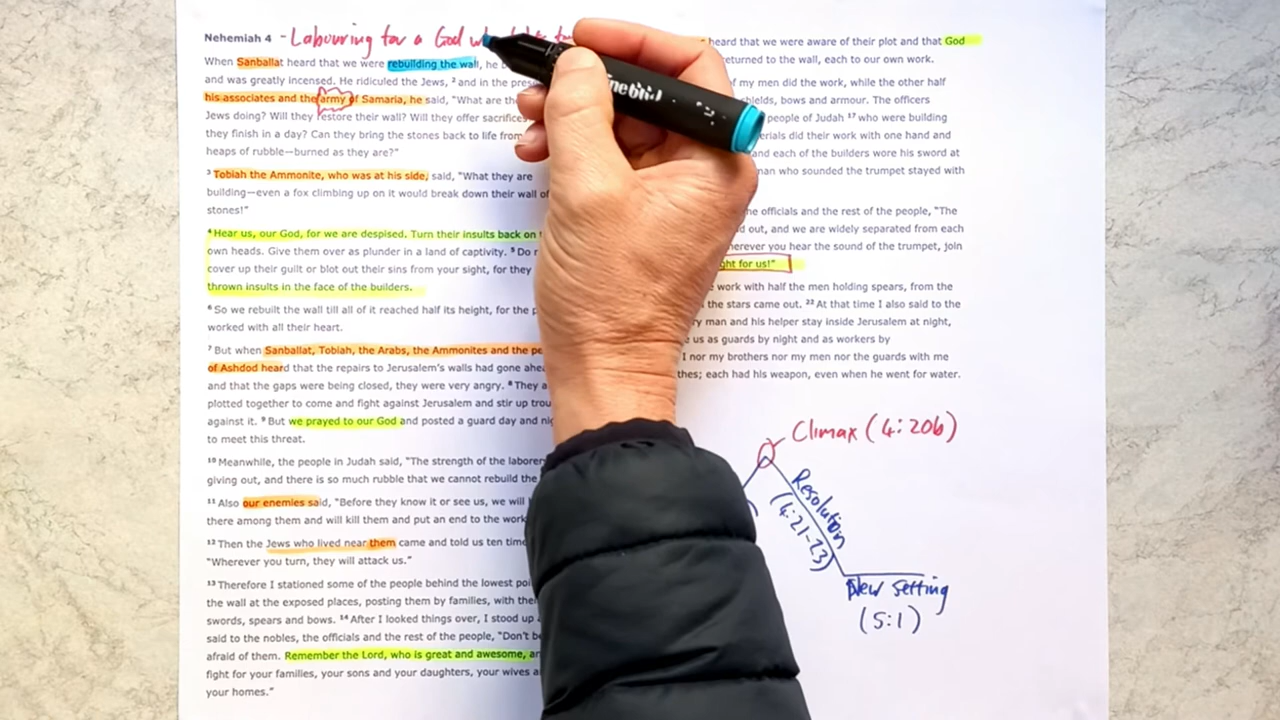 Nehemiah 4 - Labouring for a God
When Sanballat heard that we were rebuilding the wall, he
and was greatly incensed. He ridiculed the Jews, ² and in the
his associates and the army of Samaria, he said, "What are
Jews doing? Will they restore their wall? Will they offer sacrifices
they finish in a day? Can they bring the stones back to life from
heaps of rubble—burned as they are?"
³ Tobiah the Ammonite, who was at his side, said, "What they are
building—even a fox climbing up on it would break down their wall of
stones!"
⁴ Hear us, our God, for we are despised. Turn their insults back on
own heads. Give them over as plunder in a land of captivity. ⁵ Do
cover up their guilt or blot out their sins from your sight, for they
thrown insults in the face of the builders.
⁶ So we rebuilt the wall till all of it reached half its height, for the
worked with all their heart.
⁷ But when Sanballat, Tobiah, the Arabs, the Ammonites and the
of Ashdod heard that the repairs to Jerusalem's walls had gone
and that the gaps were being closed, they were very angry. ⁸ They
plotted together to come and fight against Jerusalem and stir up
against it. ⁹ But we prayed to our God and posted a guard day and
to meet this threat.
¹⁰ Meanwhile, the people in Judah said, "The strength of the
giving out, and there is so much rubble that we cannot rebuild the
¹¹ Also our enemies said, "Before they know it or see us, we will
there among them and will kill them and put an end to the work
¹² Then the Jews who lived near them came and told us ten
"Wherever you turn, they will attack us."
¹³ Therefore I stationed some of the people behind the lowest
the wall at the exposed places, posting them by families, with
swords, spears and bows. ¹⁴ After I looked things over, I stood up
said to the nobles, the officials and the rest of the people, "Don't
afraid of them. Remember the Lord, who is great and awesome,
fight for your families, your sons and your daughters, your wives
your homes."
heard that we were aware of their plot and that God
returned to the wall, each to our own work.
of my men did the work, while the other half
shields, bows and armour. The officers
people of Judah ¹⁷ who were building
did their work with one hand and
and each of the builders wore his sword at
man who sounded the trumpet stayed with
the officials and the rest of the people, "The
out, and we are widely separated from each
Wherever you hear the sound of the trumpet, join
for us!"
work with half the men holding spears, from the
the stars came out. ²² At that time I also said to the
man and his helper stay inside Jerusalem at night,
us as guards by night and as workers by
I nor my brothers nor my men nor the guards with me
each had his weapon, even when he went for water.
Climax (4:20b)
Resolution
(4:21-23)
New Setting
(5:1)